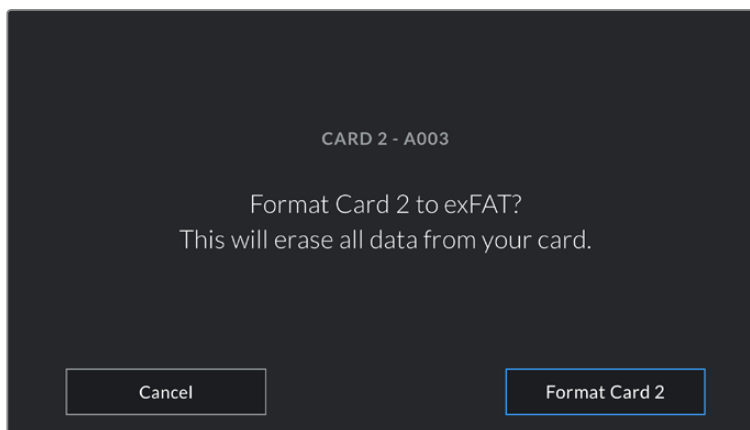 CARD 2 - A003
Format Card 2 to exFAT?
This will erase all data from your card.
Cancel
Format Card 2